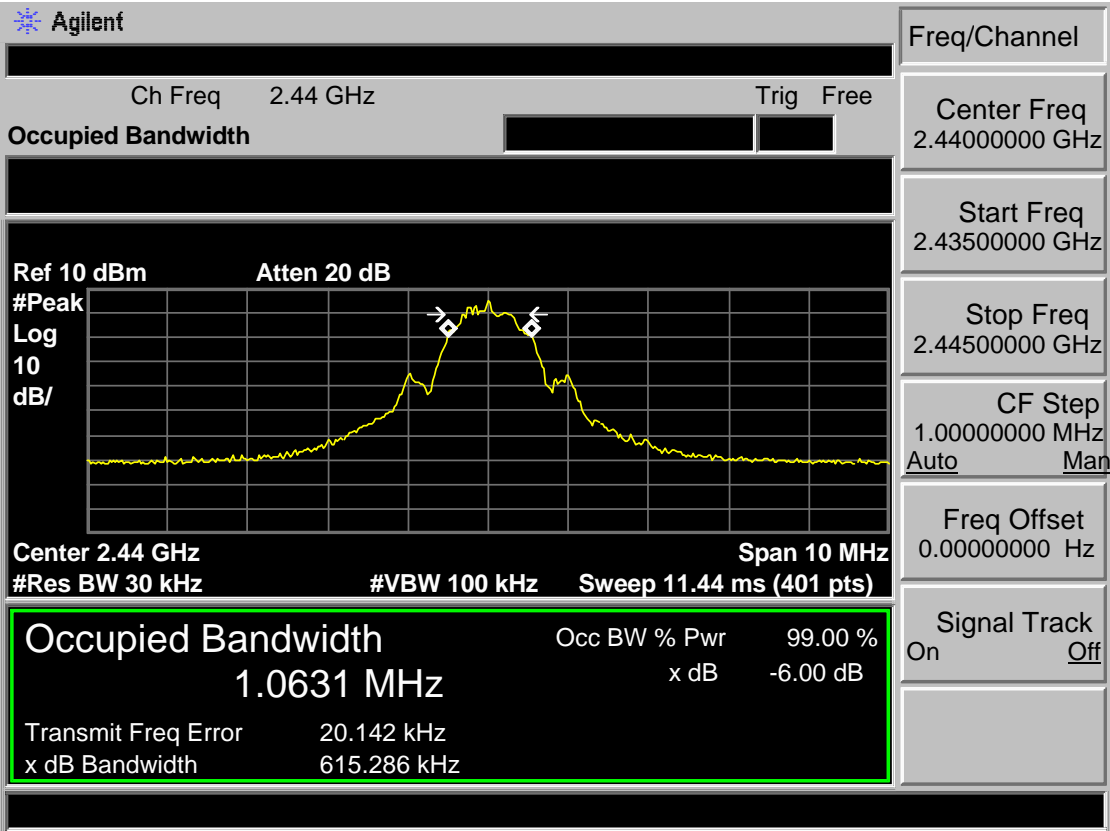 Agilent
Freq/Channel
Ch Freq 2.44 GHz Trig Free
Occupied Bandwidth
Center Freq
2.44000000 GHz
Start Freq
2.43500000 GHz
Ref 10 dBm Atten 20 dB
#Peak
Log
10
dB/
Stop Freq
2.44500000 GHz
CF Step
1.00000000 MHz
Auto Man
Freq Offset
0.00000000 Hz
Center 2.44 GHz Span 10 MHz
#Res BW 30 kHz #VBW 100 kHz Sweep 11.44 ms (401 pts)
Signal Track
On Off
Occupied Bandwidth
1.0631 MHz
Occ BW % Pwr 99.00 %
x dB -6.00 dB
Transmit Freq Error 20.142 kHz
x dB Bandwidth 615.286 kHz